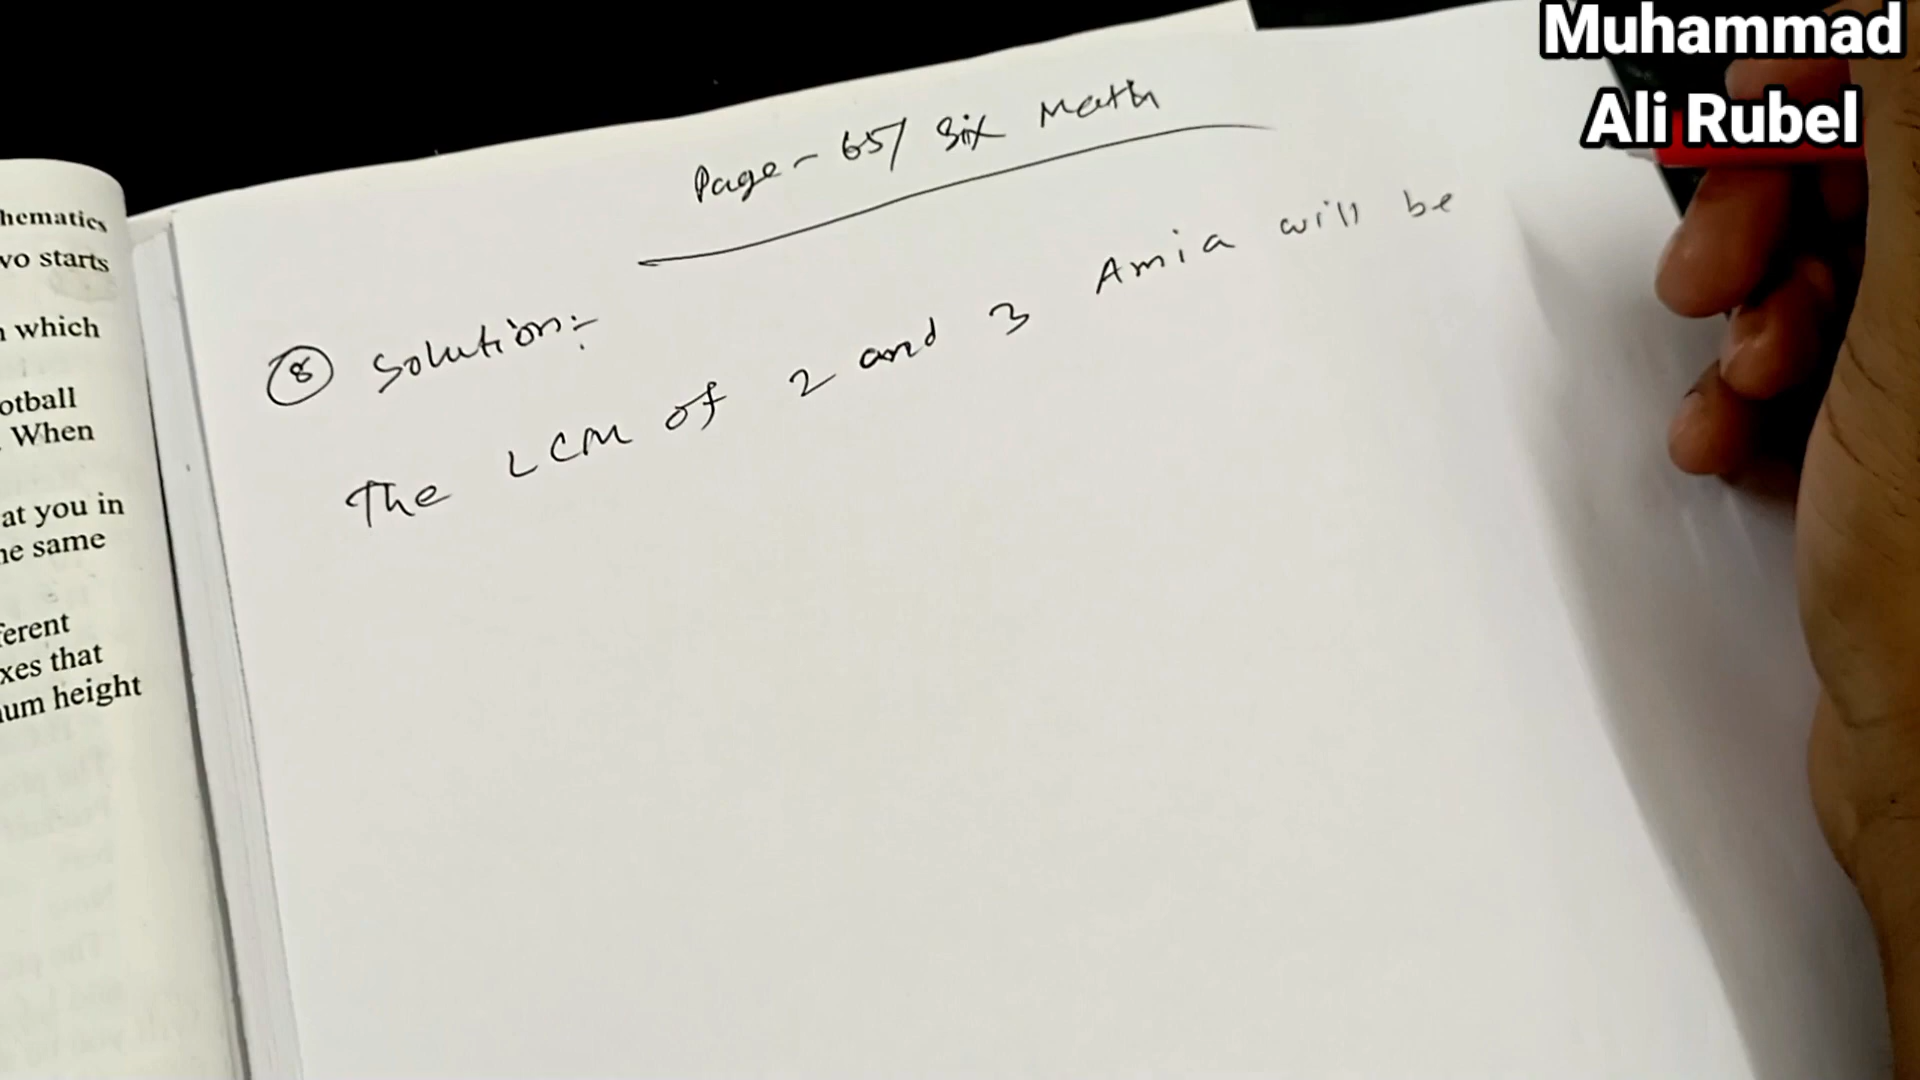 Muhammad
Ali Rubel
Page - 65/ Six Math
8 Solution:-
The LCM of 2 and 3 Amia will be
hematics
vo starts
which
otball
. When
at you in
he same
ferent
xes that
um height